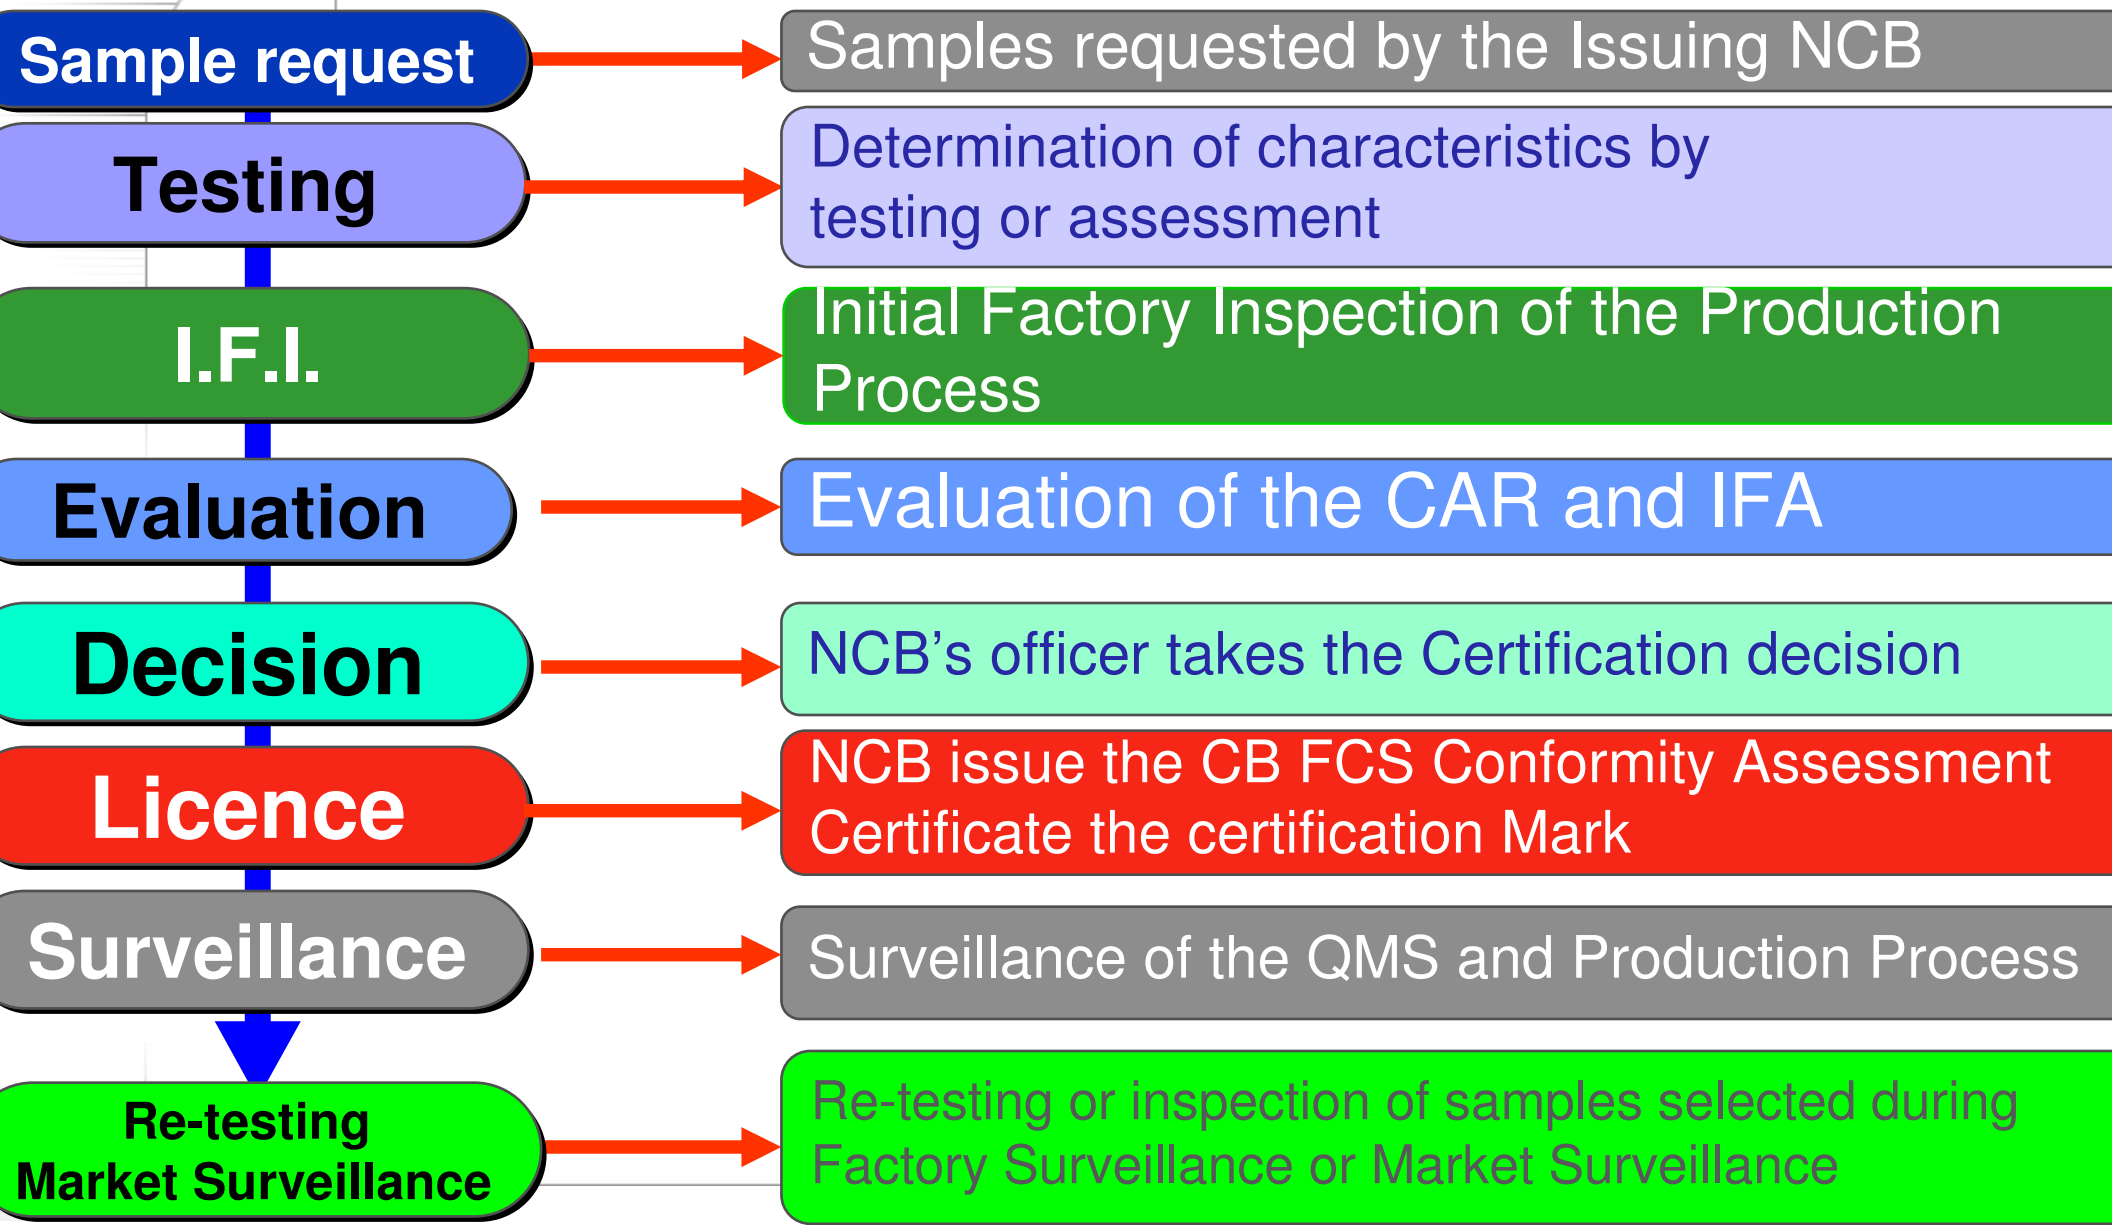 Sample request
Samples requested by the Issuing NCB
Testing
Determination of characteristics by
testing or assessment
I.F.I.
Initial Factory Inspection of the Production
Process
Evaluation
Evaluation of the CAR and IFA
Decision
NCB’s officer takes the Certification decision
Licence
NCB issue the CB FCS Conformity Assessment
Certificate the certification Mark
Surveillance
Surveillance of the QMS and Production Process
Re-testing
Market Surveillance
Re-testing or inspection of samples selected during
Factory Surveillance or Market Surveillance